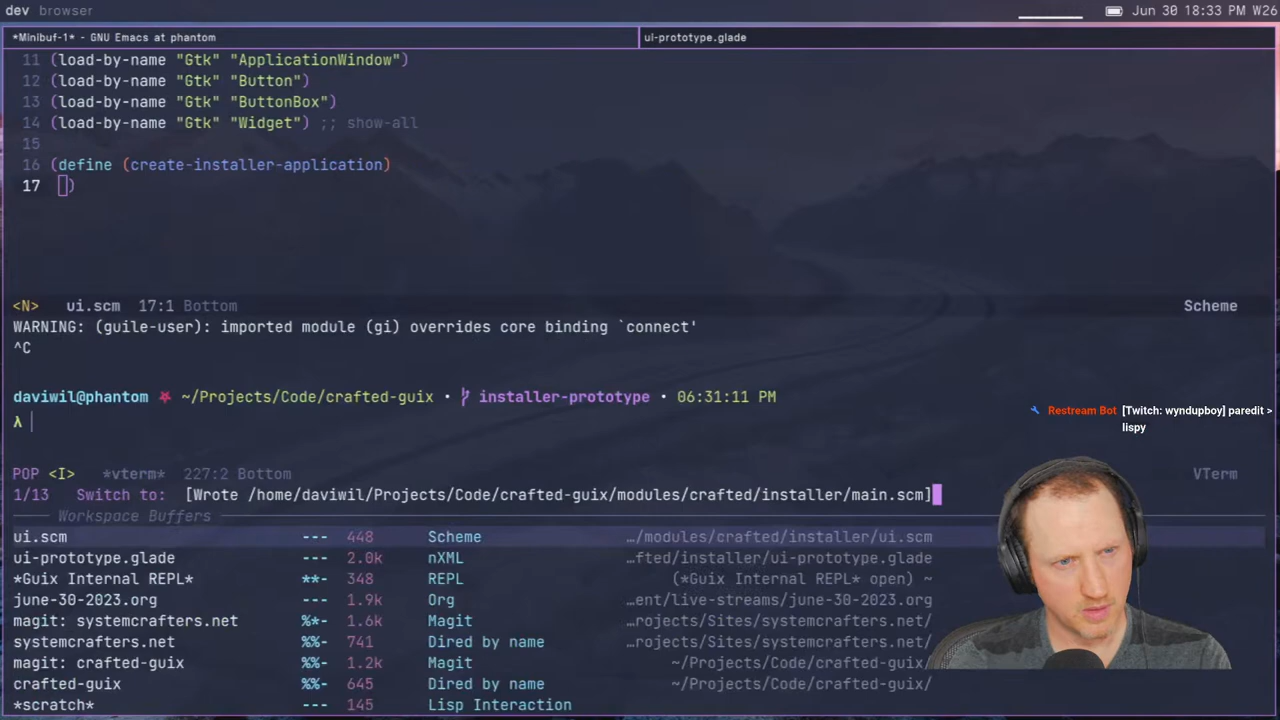 dev browser
Jun 30 18:33 PM W26
*Minibuf-1* - GNU Emacs at phantom
ui-prototype.glade
11 (load-by-name "Gtk" "ApplicationWindow")
12 (load-by-name "Gtk" "Button")
13 (load-by-name "Gtk" "ButtonBox")
14 (load-by-name "Gtk" "Widget") ;; show-all
15
16 (define (create-installer-application)
17 )
<N> ui.scm 17:1 Bottom Scheme
WARNING: (guile-user): imported module (gi) overrides core binding `connect'
^C
daviwil@phantom ~/Projects/Code/crafted-guix • installer-prototype • 06:31:11 PM
λ
Restream Bot [Twitch: wyndupboy] paredit >
lispy
POP <I> *vterm* 227:2 Bottom VTerm
1/13 Switch to: [Wrote /home/daviwil/Projects/Code/crafted-guix/modules/crafted/installer/main.scm]
Workspace Buffers
ui.scm --- 448 Scheme …/modules/crafted/installer/ui.scm
ui-prototype.glade --- 2.0k nXML …fted/installer/ui-prototype.glade
*Guix Internal REPL* **- 348 REPL (*Guix Internal REPL* open) ~
june-30-2023.org --- 1.9k Org …ent/live-streams/june-30-2023.org
magit: systemcrafters.net %*- 1.6k Magit …rojects/Sites/systemcrafters.net/
systemcrafters.net %%- 741 Dired by name …rojects/Sites/systemcrafters.net/
magit: crafted-guix %%- 1.2k Magit ~/Projects/Code/crafted-guix/
crafted-guix %%- 645 Dired by name ~/Projects/Code/crafted-guix/
*scratch* --- 145 Lisp Interaction